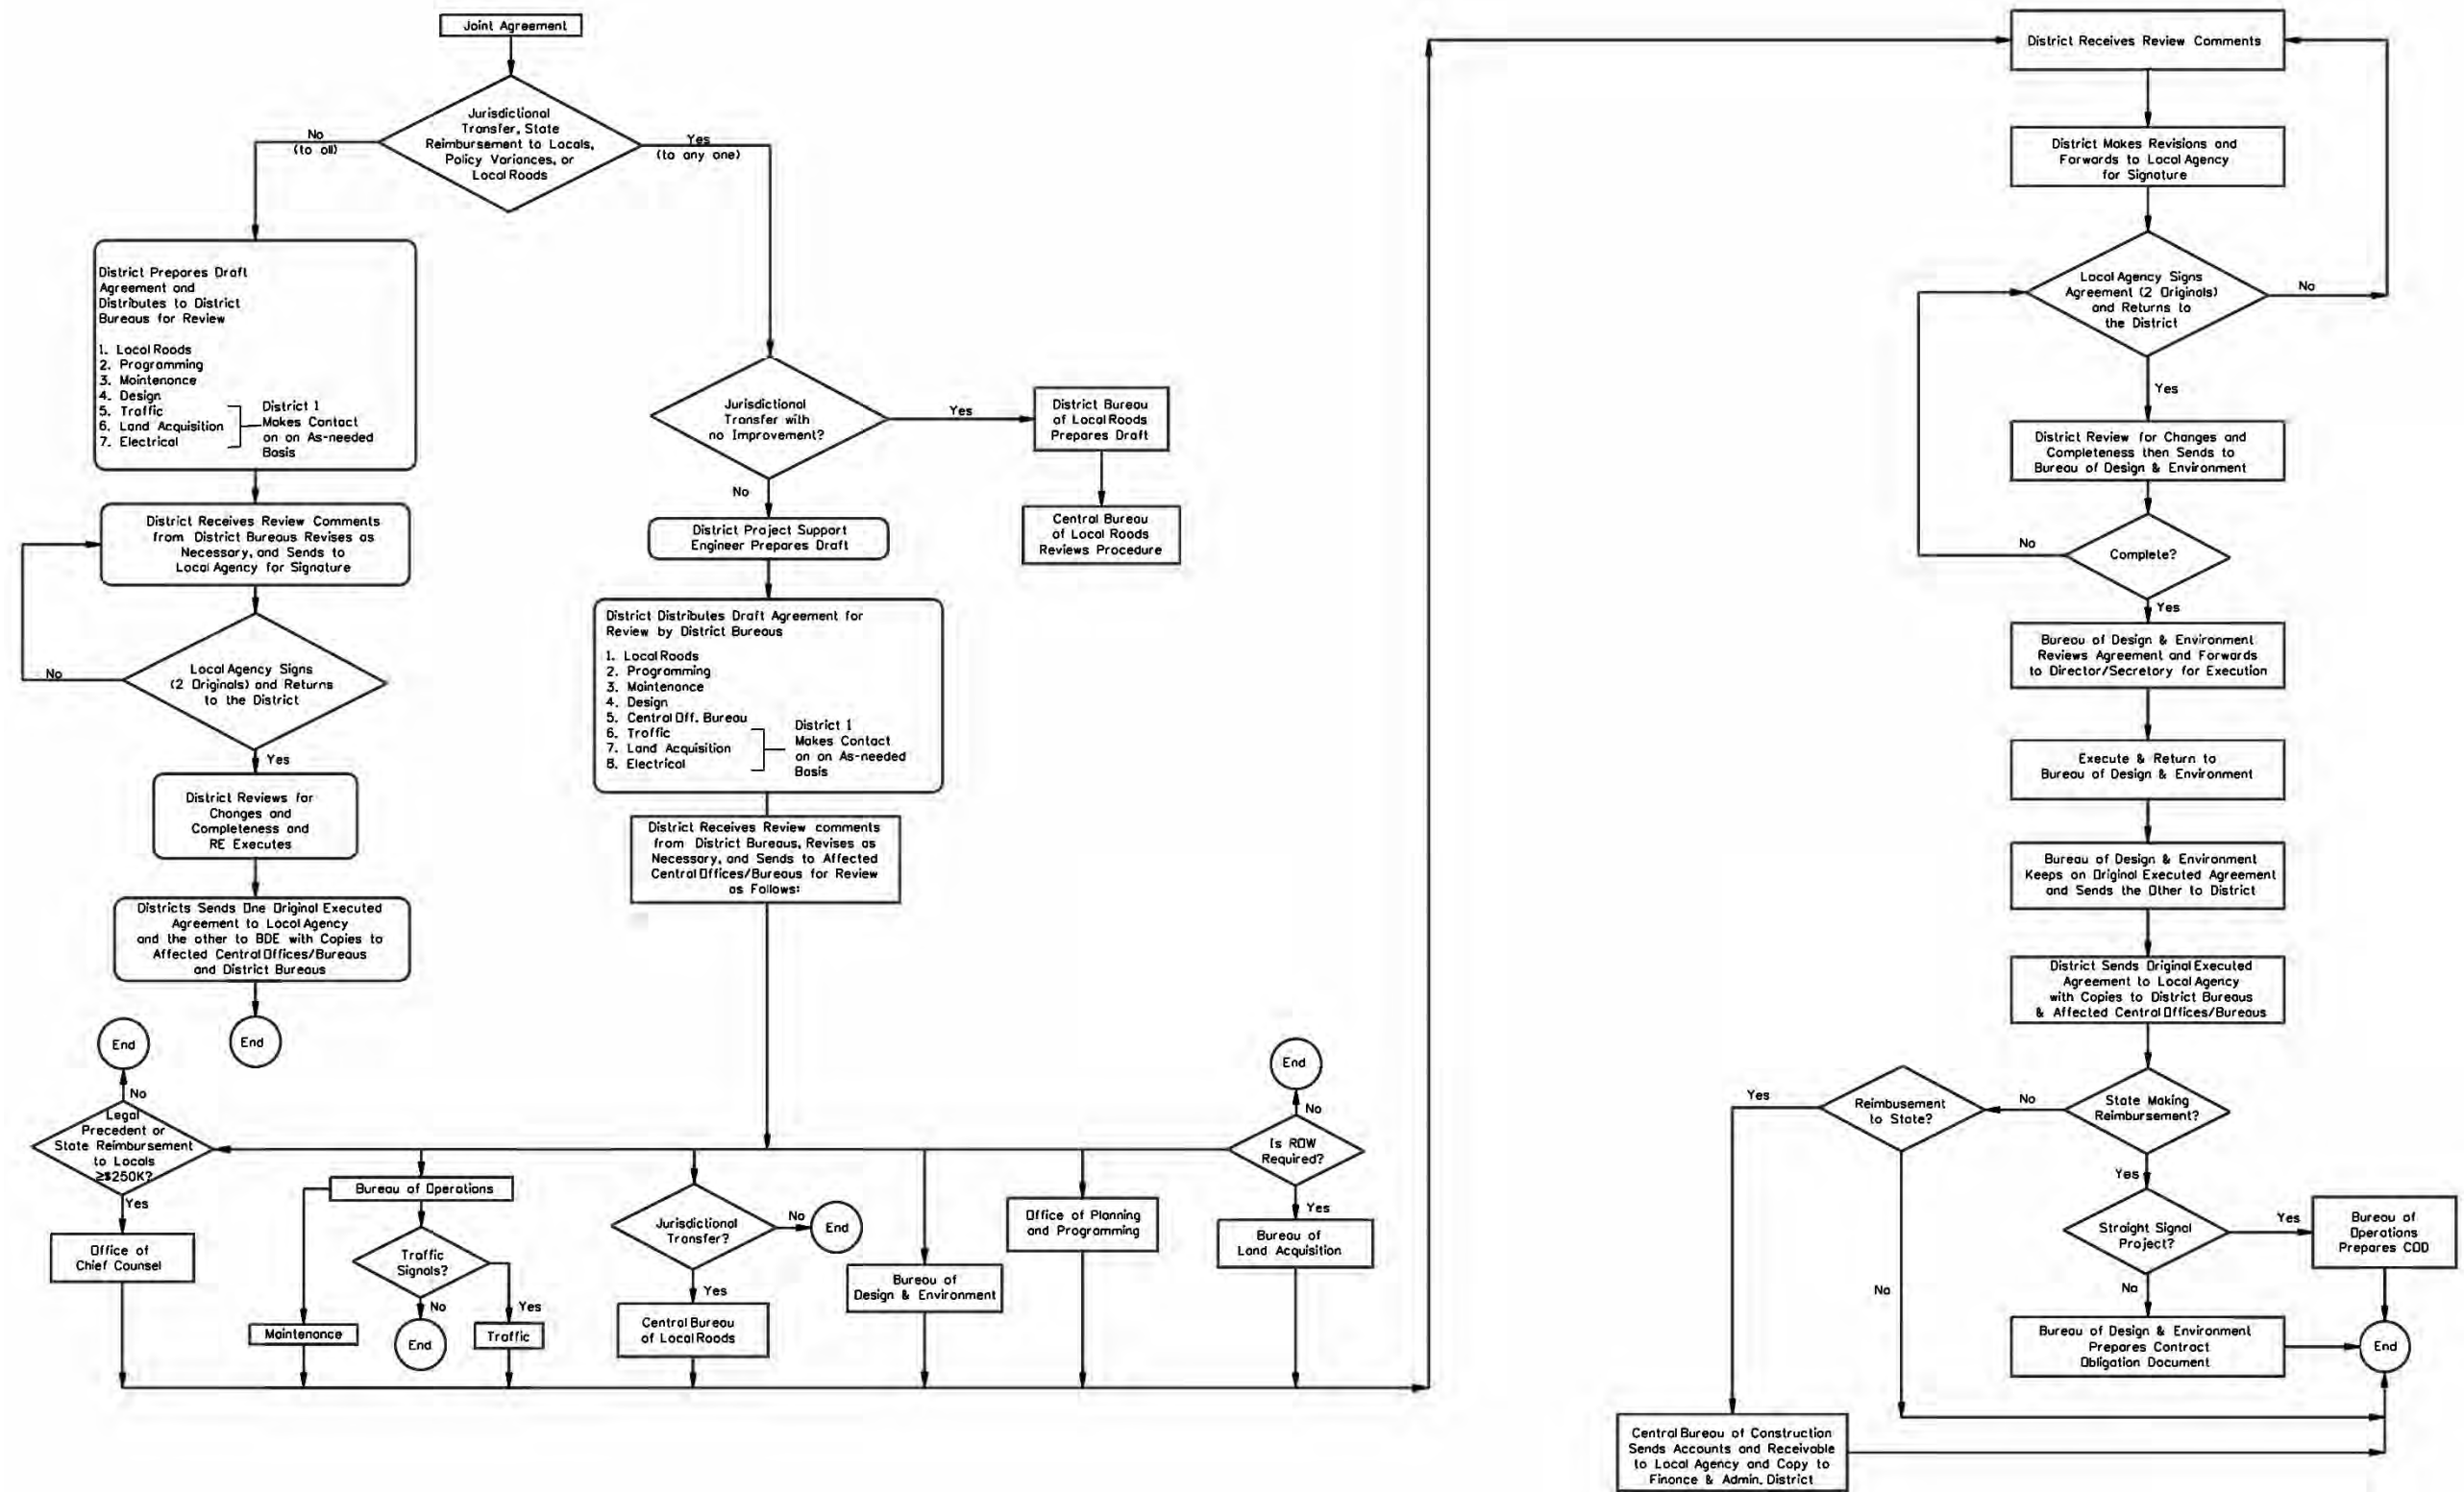 Joint Agreement
Jurisdictional
Transfer, State
Reimbursement to Locals,
Policy Variances, or
Local Roads
No
(to all)
Yes
(to any one)
District Prepares Draft
Agreement and
Distributes to District
Bureaus for Review
1. Local Roads
2. Programming
3. Maintenance
4. Design
5. Traffic
6. Land Acquisition
7. Electrical
District 1
Makes Contact
on an As-needed
Basis
District Receives Review Comments
from District Bureaus Revises as
Necessary, and Sends to
Local Agency for Signature
No
Local Agency Signs
(2 Originals) and Returns
to the District
Yes
District Reviews for
Changes and
Completeness and
RE Executes
Districts Sends One Original Executed
Agreement to Local Agency
and the other to BDE with Copies to
Affected Central Offices/Bureaus
and District Bureaus
End
Jurisdictional
Transfer with
no Improvement?
Yes
District Bureau
of Local Roads
Prepares Draft
Central Bureau
of Local Roads
Reviews Procedure
No
District Project Support
Engineer Prepares Draft
District Distributes Draft Agreement for
Review by District Bureaus
1. Local Roads
2. Programming
3. Maintenance
4. Design
5. Central Off. Bureau
6. Traffic
7. Land Acquisition
8. Electrical
District 1
Makes Contact
on an As-needed
Basis
District Receives Review comments
from District Bureaus, Revises as
Necessary, and Sends to Affected
Central Offices/Bureaus for Review
as Follows:
End
No
Legal
Precedent or
State Reimbursement
to Locals
≥$250K?
Yes
Office of
Chief Counsel
Bureau of Operations
Traffic
Signals?
No
Yes
Maintenance
End
Traffic
Jurisdictional
Transfer?
No
End
Yes
Central Bureau
of Local Roads
Bureau of
Design & Environment
Office of Planning
and Programming
End
No
Is ROW
Required?
Yes
Bureau of
Land Acquisition
District Receives Review Comments
District Makes Revisions and
Forwards to Local Agency
for Signature
Local Agency Signs
Agreement (2 Originals)
and Returns to
the District
No
Yes
District Review for Changes and
Completeness then Sends to
Bureau of Design & Environment
No
Complete?
Yes
Bureau of Design & Environment
Reviews Agreement and Forwards
to Director/Secretory for Execution
Execute & Return to
Bureau of Design & Environment
Bureau of Design & Environment
Keeps on Original Executed Agreement
and Sends the Other to District
District Sends Original Executed
Agreement to Local Agency
with Copies to District Bureaus
& Affected Central Offices/Bureaus
State Making
Reimbursement?
No
Reimbusement
to State?
Yes
No
Yes
Straight Signal
Project?
Yes
Bureau of
Operations
Prepares COD
No
Bureau of Design & Environment
Prepares Contract
Obligation Document
End
Central Bureau of Construction
Sends Accounts and Receivable
to Local Agency and Copy to
Finance & Admin. District